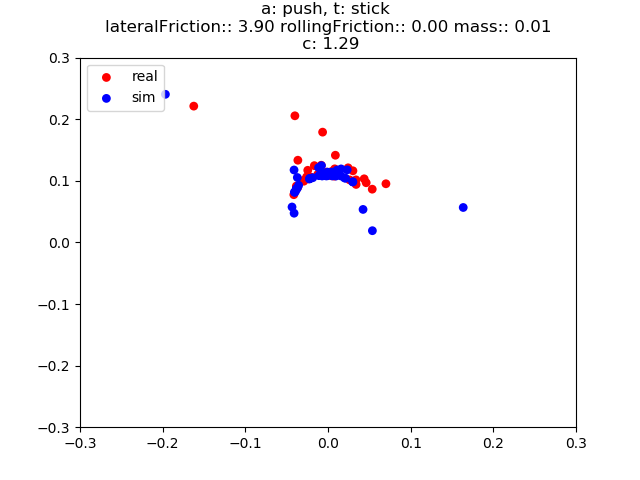 a: push, t: stick
lateralFriction:: 3.90 rollingFriction:: 0.00 mass:: 0.01
c: 1.29
real
sim
0.3
0.2
0.1
0.0
−0.1
−0.2
−0.3
−0.3 −0.2 −0.1 0.0 0.1 0.2 0.3